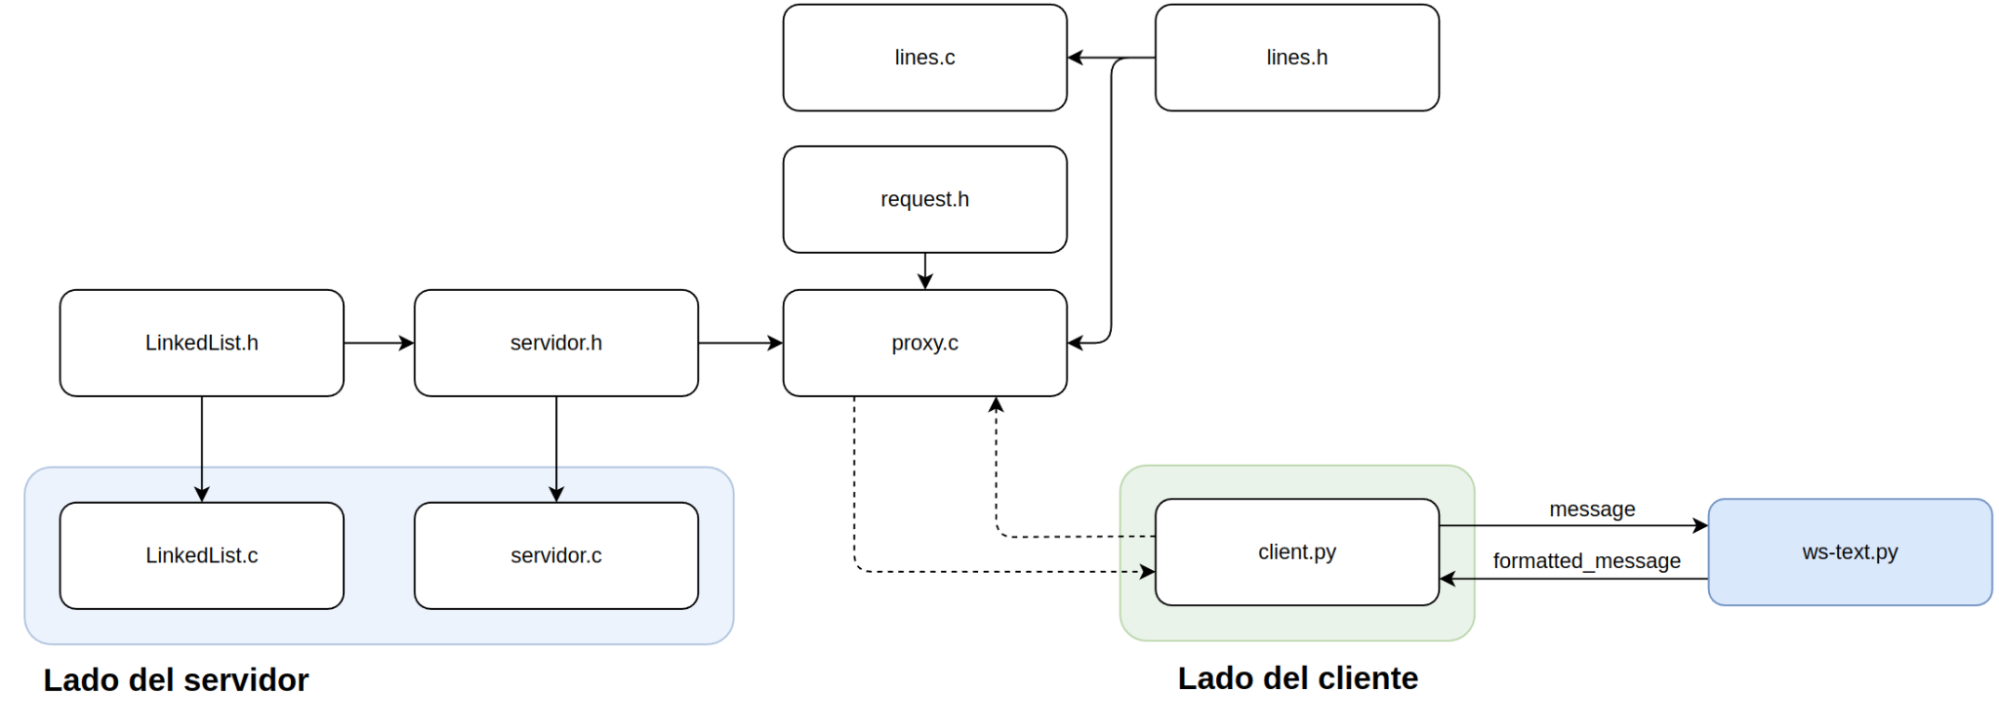 lines.c
lines.h
request.h
LinkedList.h
servidor.h
proxy.c
LinkedList.c
servidor.c
client.py
message
formatted_message
ws-text.py
Lado del servidor
Lado del cliente